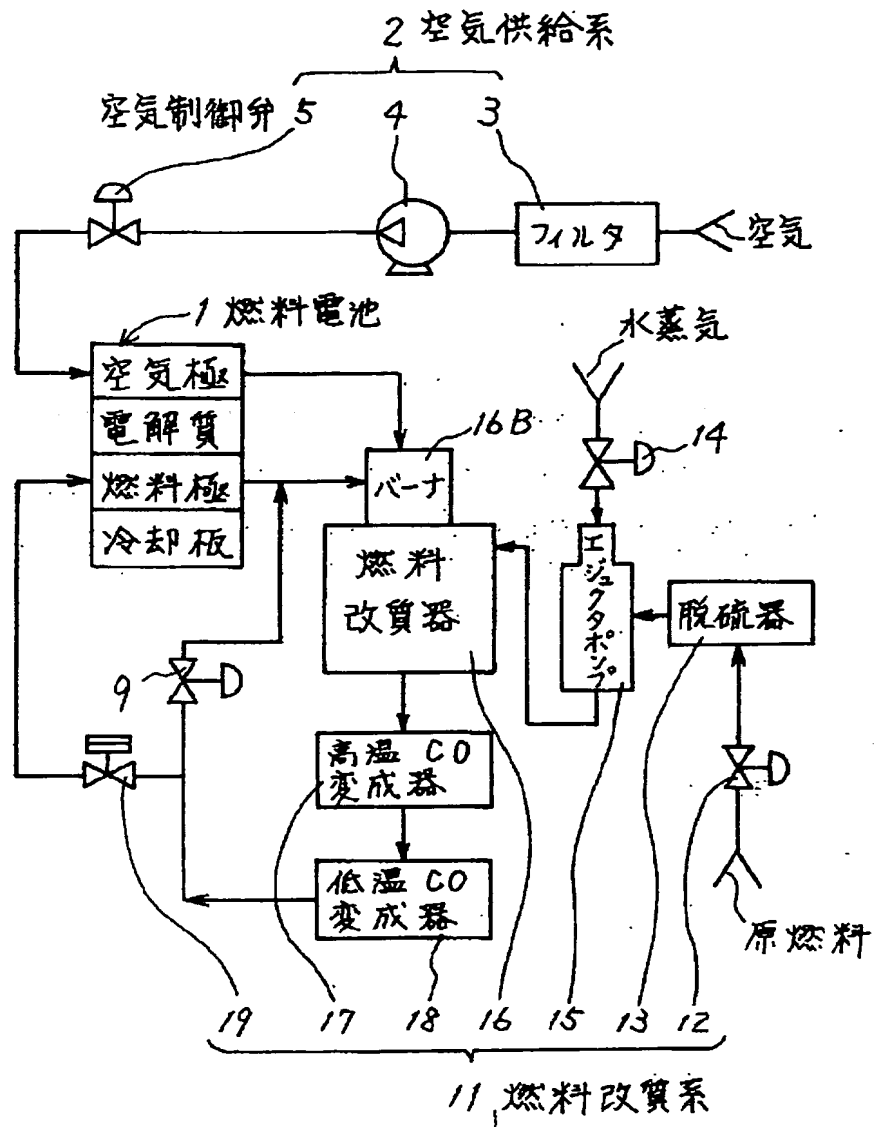 2 空気供給系
空気制御弁 5 4 3
フィルタ
空気
1 燃料電池
空気極
電解質
燃料極
冷却板
16B
バーナ
水蒸気
14
燃料
改質器
エジェクタポンプ
脱硫器
9
高温CO
変成器
低温CO
変成器
原燃料
19 17 18 16 15 13 12
11 燃料改質系